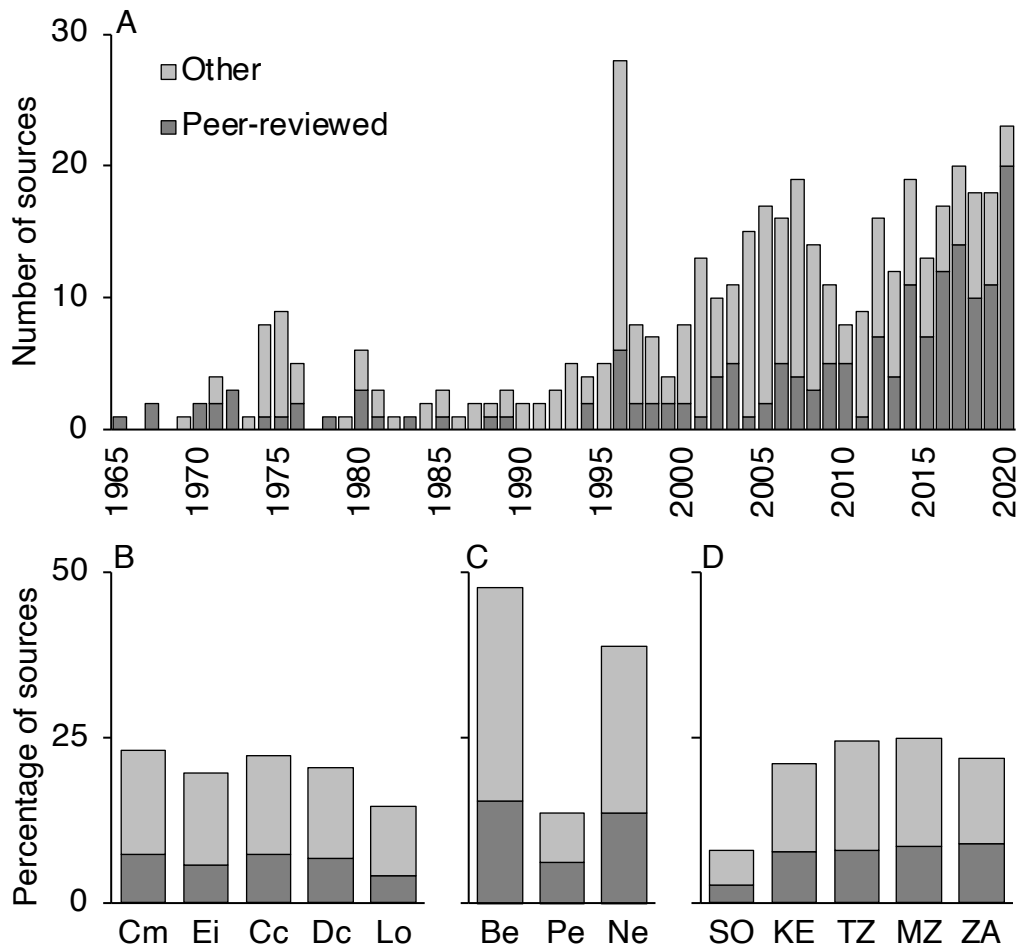 A
30
Other
Peer-reviewed
20
10
0
Number of sources
1965 1970 1975 1980 1985 1990 1995 2000 2005 2010 2015 2020
B C D
50
25
0
Percentage of sources
Cm Ei Cc Dc Lo Be Pe Ne SO KE TZ MZ ZA